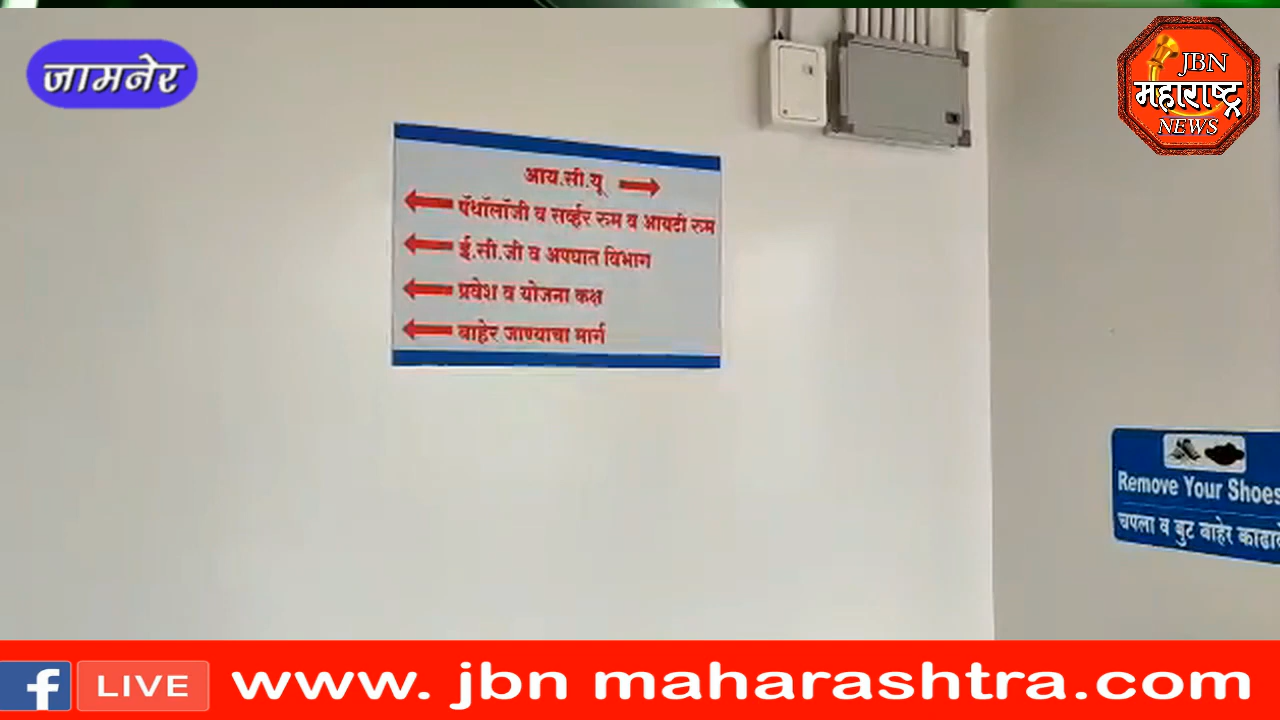 जामनेर
JBN
महाराष्ट्र
NEWS
आय.सी.यू
पॅथॉलॉजी व सर्व्हर रुम व आयटी रुम
ई.सी.जी व अपघात विभाग
प्रवेश व योजना कक्ष
बाहेर जाण्याचा मार्ग
Remove Your Shoes
चपला व बुट बाहेर
f LIVE www. jbn maharashtra.com